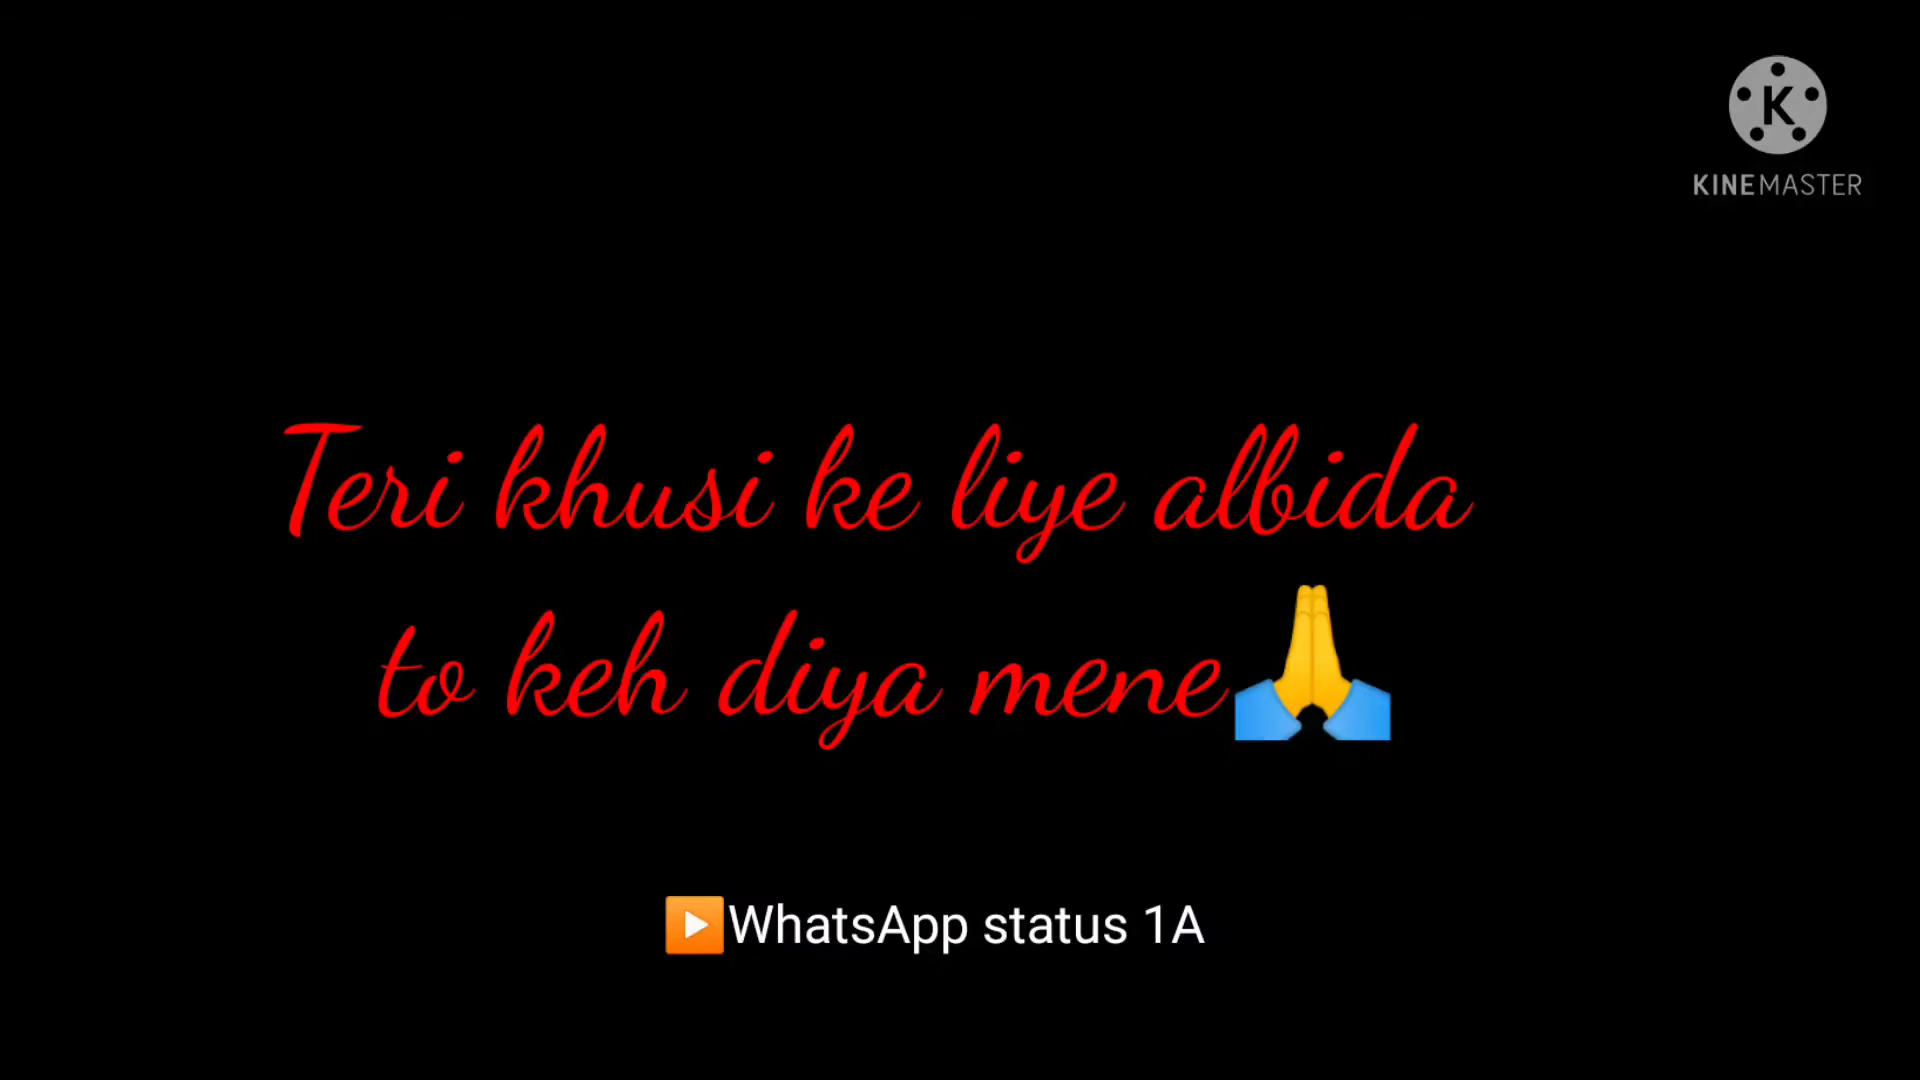 K
KINEMASTER
Teri khusi ke liye albida
to keh diya mene🙏
▶️WhatsApp status 1A